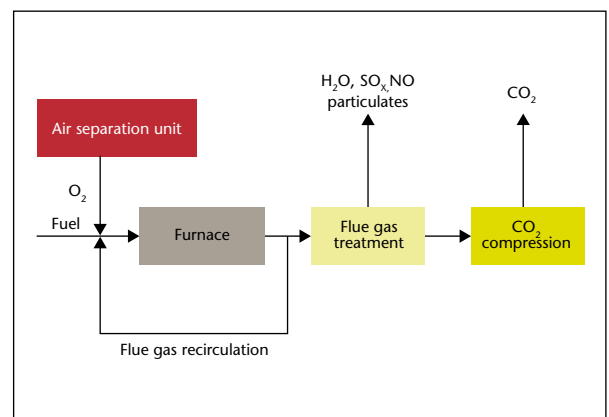 H₂O, SOₓ,NO
particulates
CO₂
Air separation unit
O₂
Fuel
Furnace
Flue gas
treatment
CO₂
compression
Flue gas recirculation